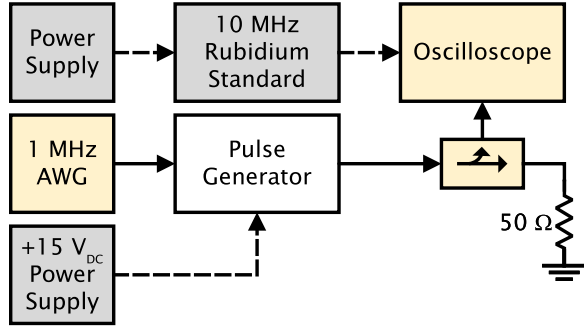 Power
Supply
10 MHz
Rubidium
Standard
Oscilloscope
1 MHz
AWG
Pulse
Generator
50 Ω
+15 V DC
Power
Supply